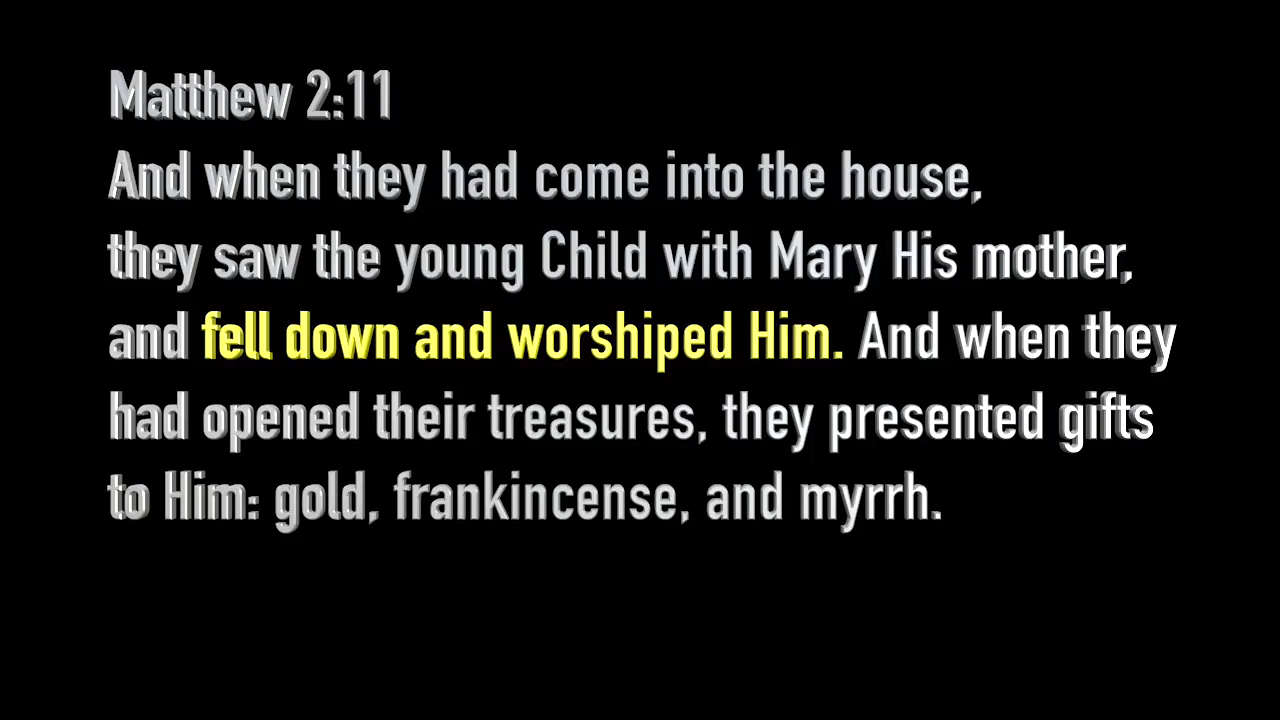 Matthew 2:11
And when they had come into the house,
they saw the young Child with Mary His mother,
and fell down and worshiped Him. And when they
had opened their treasures, they presented gifts
to Him: gold, frankincense, and myrrh.